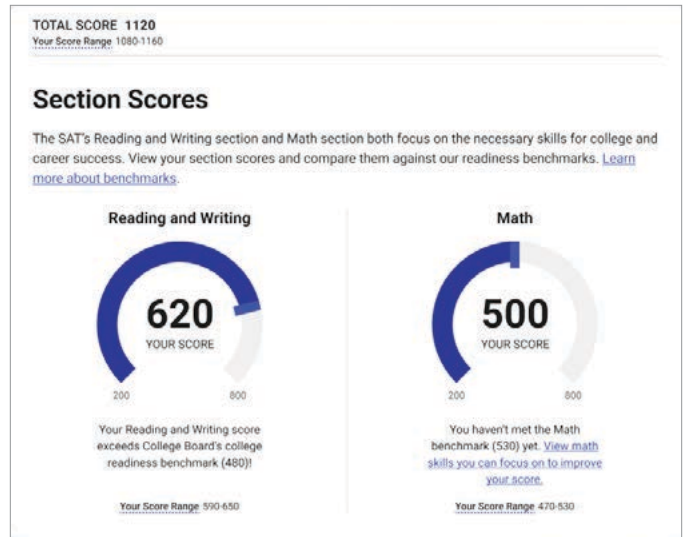 TOTAL SCORE 1120
Your Score Range 1080-1160
Section Scores
The SAT's Reading and Writing section and Math section both focus on the necessary skills for college and
career success. View your section scores and compare them against our readiness benchmarks. Learn
more about benchmarks.
Reading and Writing
620
YOUR SCORE
200
800
Your Reading and Writing score
exceeds College Board's college
readiness benchmark (480)!
Your Score Range 590-650
Math
500
YOUR SCORE
200
800
You haven't met the Math
benchmark (530) yet. View math
skills you can focus on to improve
your score.
Your Score Range 470-530